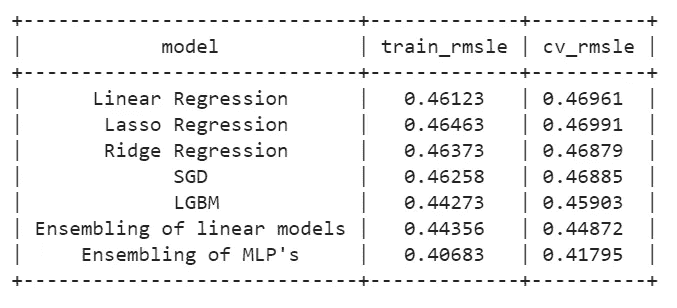 +-----------------------------+-------------+----------+
| model | train_rmsle | cv_rmsle |
+-----------------------------+-------------+----------+
| Linear Regression | 0.46123 | 0.46961 |
| Lasso Regression | 0.46463 | 0.46991 |
| Ridge Regression | 0.46373 | 0.46879 |
| SGD | 0.46258 | 0.46885 |
| LGBM | 0.44273 | 0.45903 |
| Ensembling of linear models | 0.44356 | 0.44872 |
| Ensembling of MLP's | 0.40683 | 0.41795 |
+-----------------------------+-------------+----------+